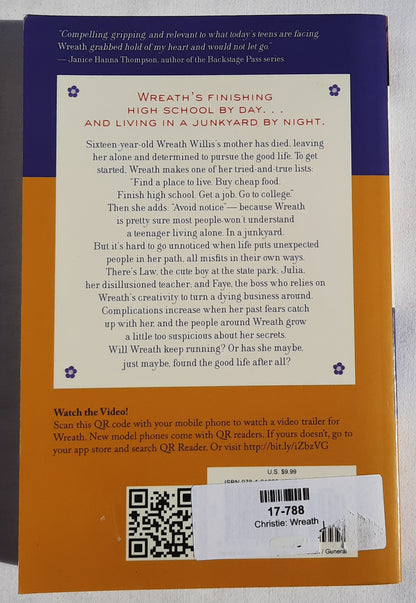 "Compelling, gripping, and relevant to what today's teens are facing.
Wreath grabbed hold of my heart and would not let go."
— Janice Hanna Thompson, author of the Backstage Pass series
WREATH'S FINISHING
HIGH SCHOOL BY DAY. . .
AND LIVING IN A JUNKYARD BY NIGHT.
Sixteen-year-old Wreath Willis's mother has died, leaving
her alone and determined to pursue the good life. To get
started, Wreath makes one of her tried-and-true lists:
"Find a place to live. Buy cheap food.
Finish high school. Get a job. Go to college."
Then she adds: "Avoid notice"—because Wreath
is pretty sure most people won't understand
a teenager living alone. In a junkyard.
But it's hard to go unnoticed when life puts unexpected
people in her path, all misfits in their own ways.
There's Law, the cute boy at the state park; Julia,
her disillusioned teacher; and Faye, the boss who relies on
Wreath's creativity to turn a dying business around.
Complications increase when her past fears catch
up with her, and the people around Wreath grow
a little too suspicious about her secrets.
Will Wreath keep running? Or has she maybe,
just maybe, found the good life after all?
Watch the Video!
Scan this QR code with your mobile phone to watch a video trailer for
Wreath. New model phones come with QR readers. If yours doesn't, go to
your app store and search QR Reader. Or visit http://bit.ly/iZbzVG
U.S. $9.99
17-788
Christie: Wreath
/ General